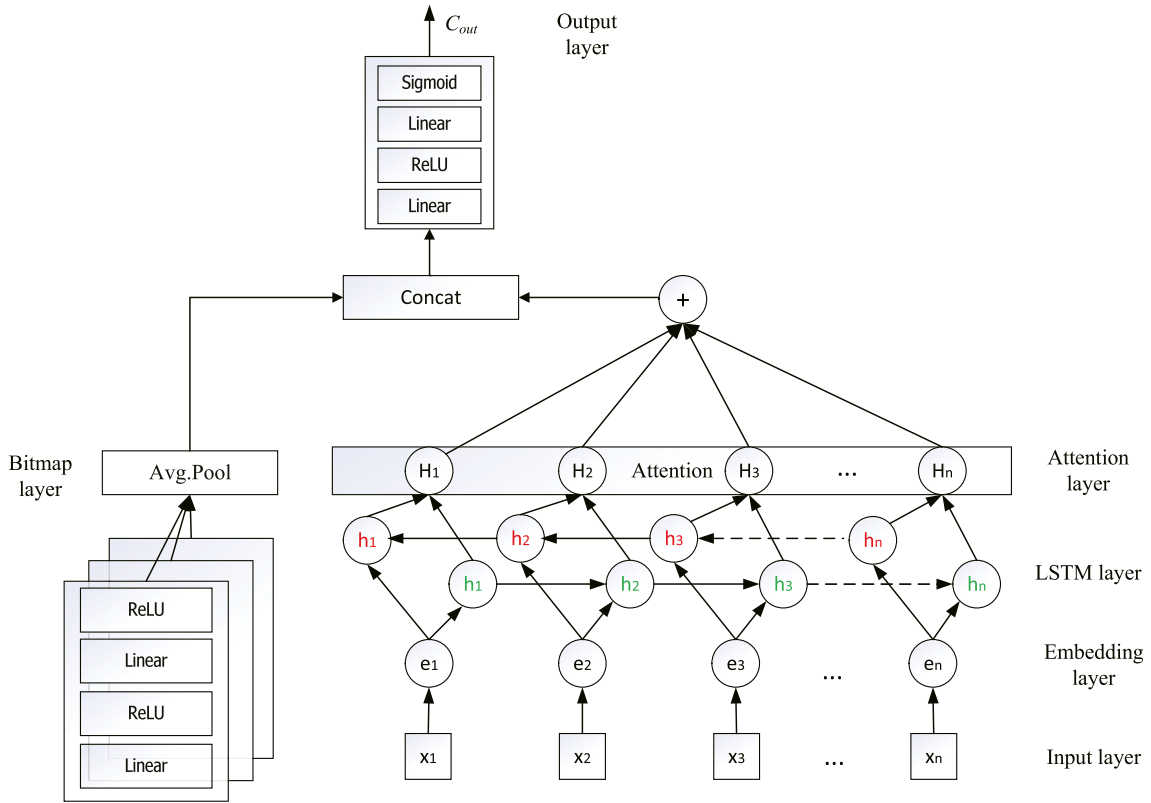 C_out
Output
layer
Sigmoid
Linear
ReLU
Linear
Concat
+
Bitmap
layer
Avg.Pool
H1
H2
Attention
H3
...
Hn
Attention
layer
h1
h2
h3
hn
h1
h2
h3
hn
LSTM layer
ReLU
Linear
ReLU
Linear
e1
e2
e3
...
en
Embedding
layer
x1
x2
x3
...
xn
Input layer